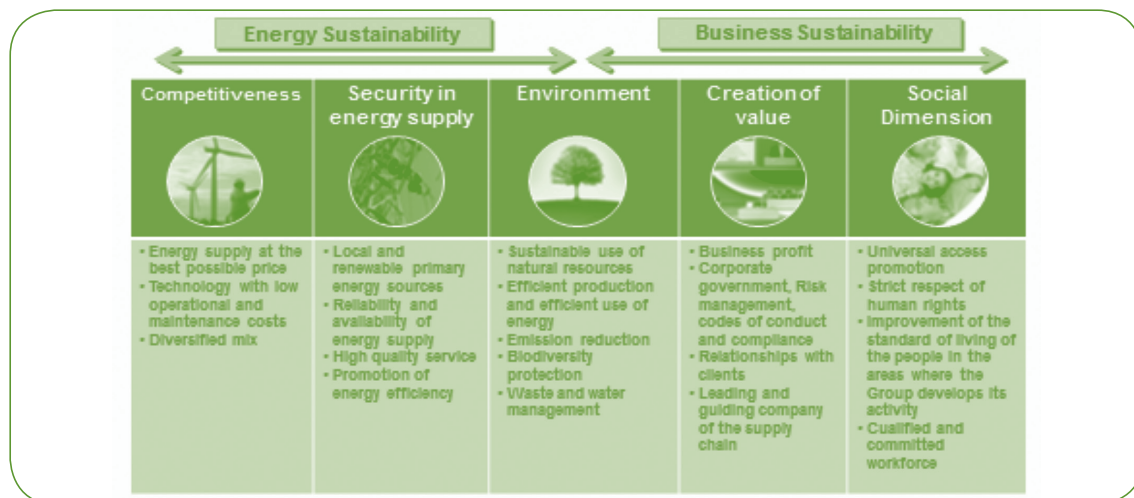 Energy Sustainability
Business Sustainability
Competitiveness
Security in
energy supply
Environment
Creation of
value
Social
Dimension
▪ Energy supply at the
best possible price
▪ Technology with low
operational and
maintenance costs
▪ Diversified mix
▪ Local and
renewable primary
energy sources
▪ Reliability and
availability of
energy supply
▪ High quality service
▪ Promotion of
energy efficiency
▪ Sustainable use of
natural resources
▪ Efficient production
and efficient use of
energy
▪ Emission reduction
▪ Biodiversity
protection
▪ Waste and water
management
▪ Business profit
▪ Corporate
government, Risk
management,
codes of conduct
and compliance
▪ Relationships with
clients
▪ Leading and
guiding company
of the supply
chain
▪ Universal access
promotion
▪ Strict respect of
human rights
▪ Improvement of the
standard of living of
the people in the
areas where the
Group develops its
activity
▪ Cualified and
committed
workforce